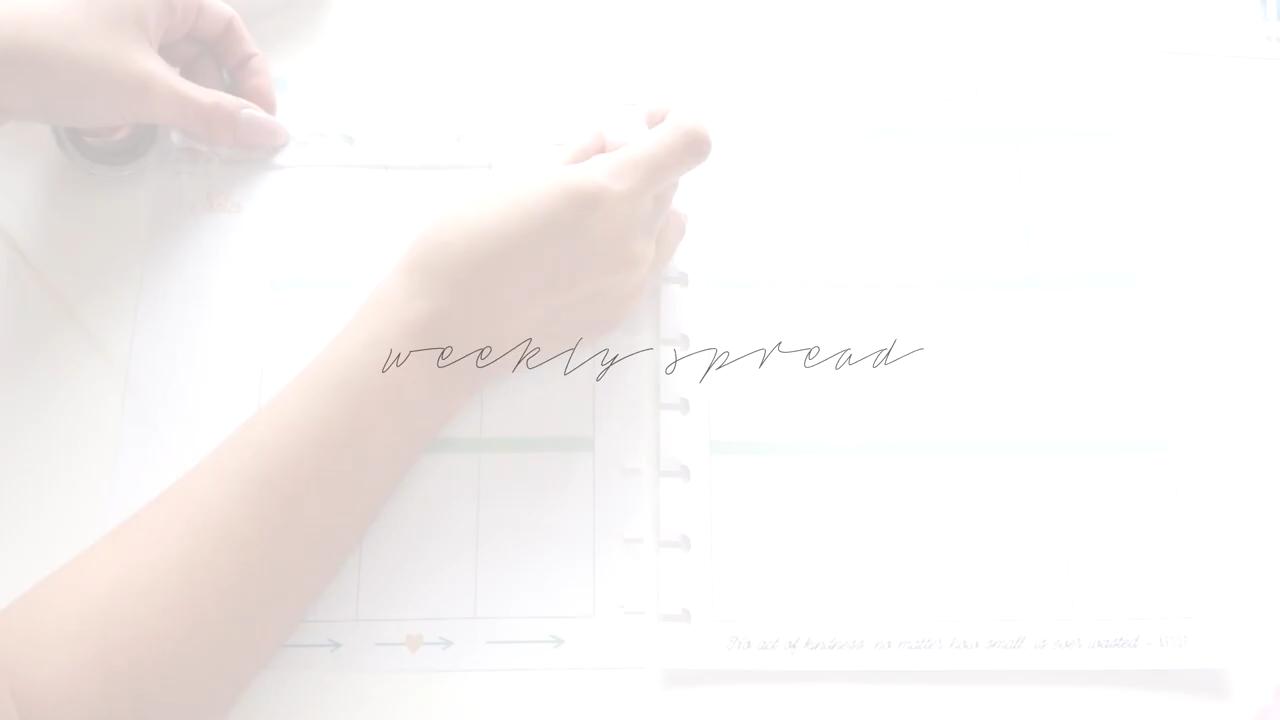 weekly spread
No act of kindness no matter how small is ever wasted -